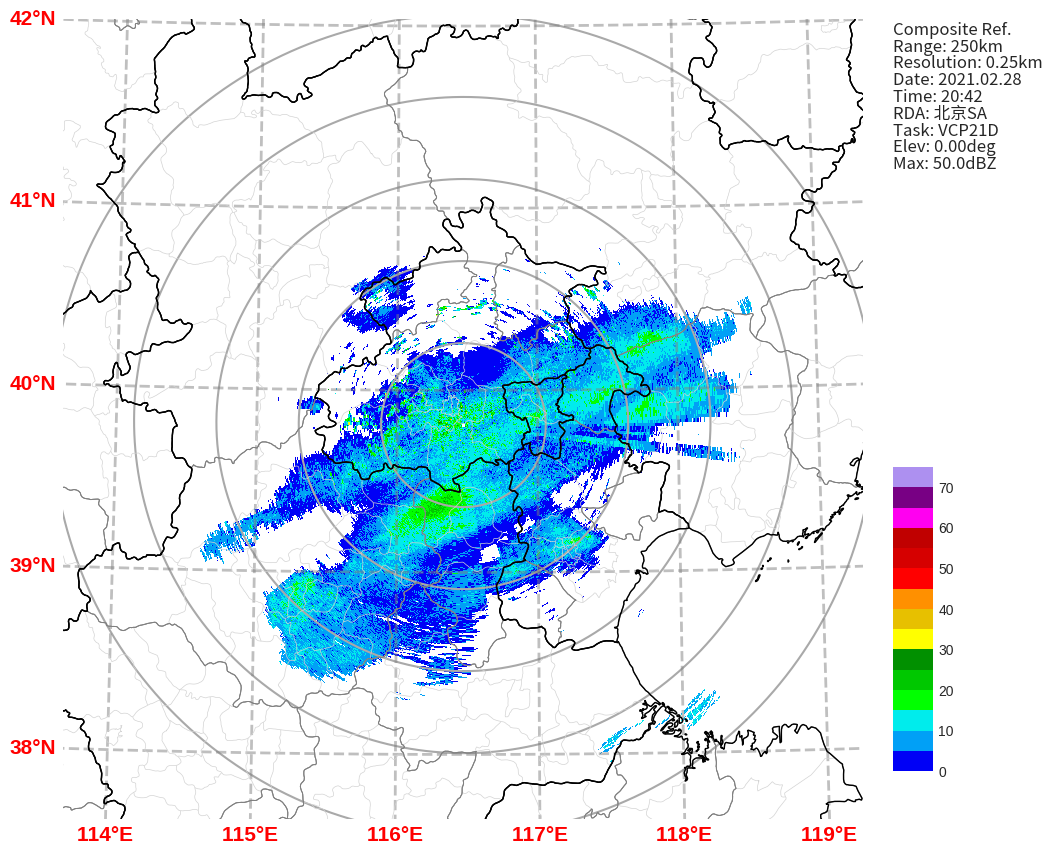 42°N
41°N
40°N
39°N
38°N
114°E
115°E
116°E
117°E
118°E
119°E
Composite Ref.
Range: 250km
Resolution: 0.25km
Date: 2021.02.28
Time: 20:42
RDA: 北京SA
Task: VCP21D
Elev: 0.00deg
Max: 50.0dBZ
70
60
50
40
30
20
10
0